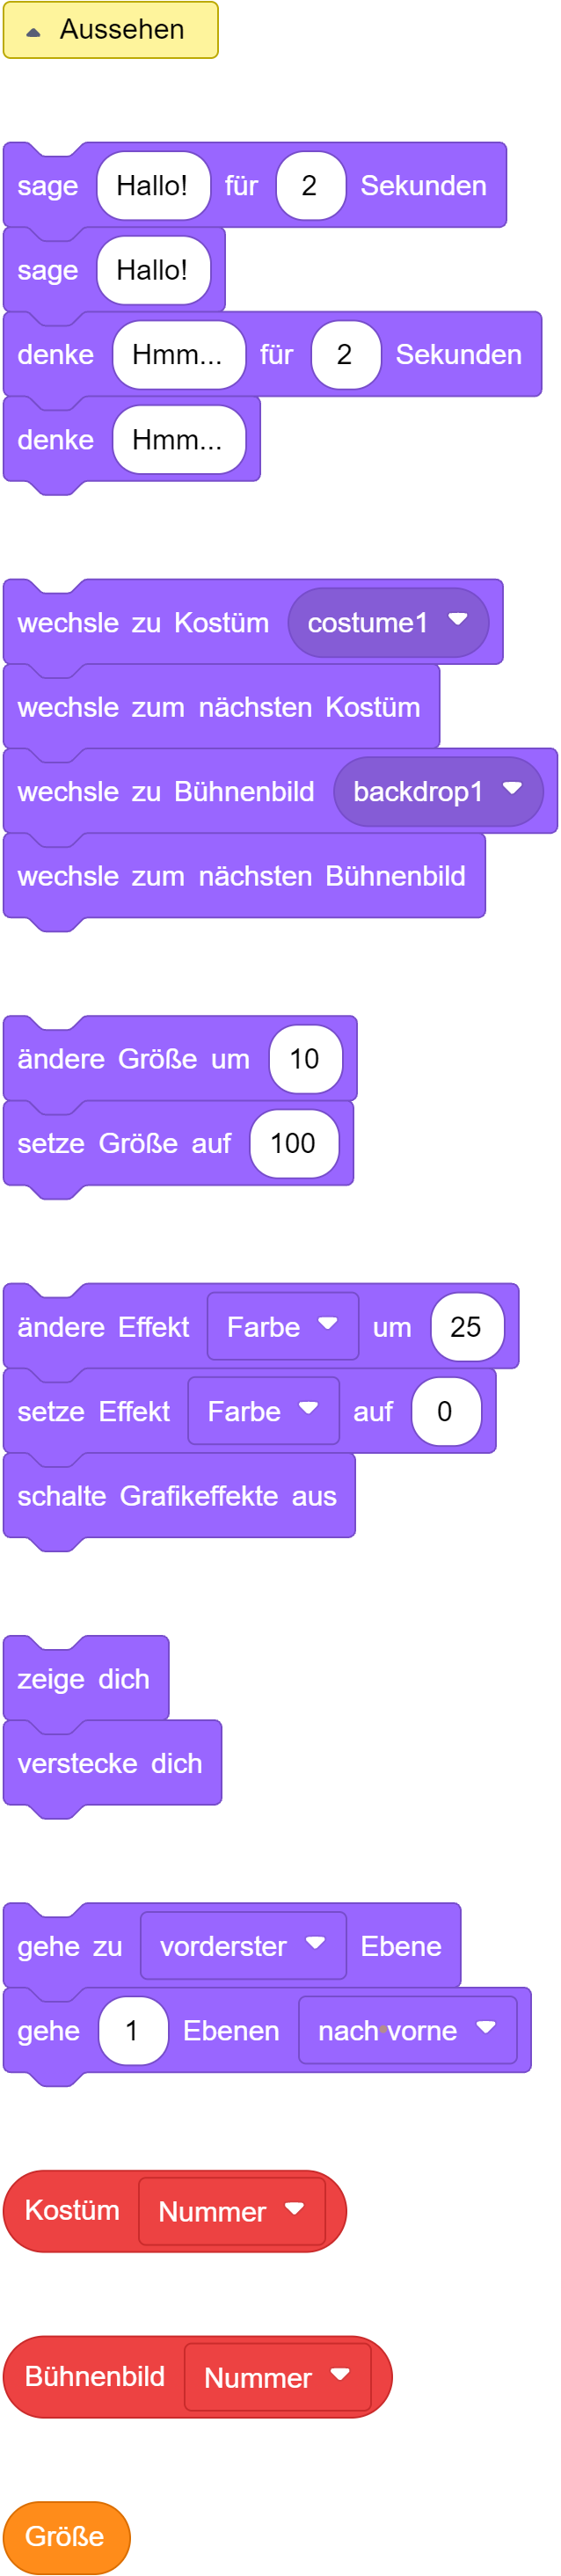 Aussehen
sage Hallo! für 2 Sekunden
sage Hallo!
denke Hmm... für 2 Sekunden
denke Hmm...
wechsle zu Kostüm costume1
wechsle zum nächsten Kostüm
wechsle zu Bühnenbild backdrop1
wechsle zum nächsten Bühnenbild
ändere Größe um 10
setze Größe auf 100
ändere Effekt Farbe um 25
setze Effekt Farbe auf 0
schalte Grafikeffekte aus
zeige dich
verstecke dich
gehe zu vorderster Ebene
gehe 1 Ebenen nach vorne
Kostüm Nummer
Bühnenbild Nummer
Größe